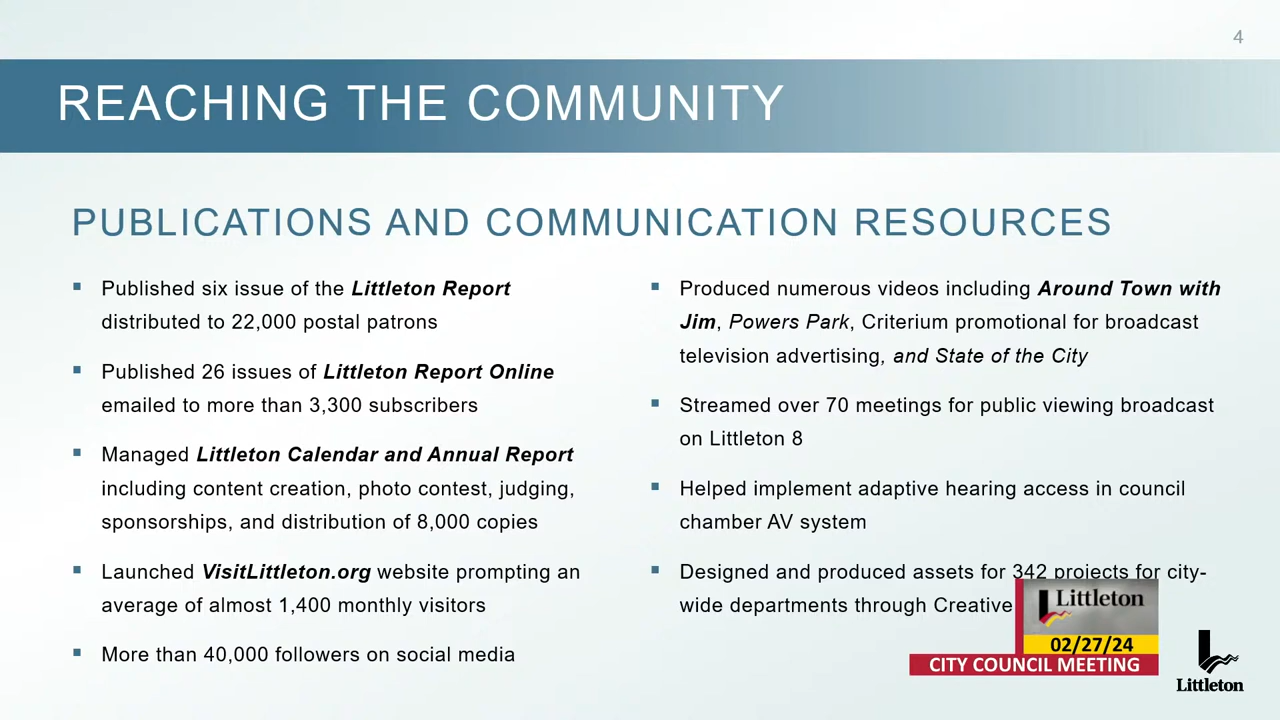 4
REACHING THE COMMUNITY
PUBLICATIONS AND COMMUNICATION RESOURCES
▪ Published six issue of the Littleton Report
distributed to 22,000 postal patrons
▪ Published 26 issues of Littleton Report Online
emailed to more than 3,300 subscribers
▪ Managed Littleton Calendar and Annual Report
including content creation, photo contest, judging,
sponsorships, and distribution of 8,000 copies
▪ Launched VisitLittleton.org website prompting an
average of almost 1,400 monthly visitors
▪ More than 40,000 followers on social media
▪ Produced numerous videos including Around Town with
Jim, Powers Park, Criterium promotional for broadcast
television advertising, and State of the City
▪ Streamed over 70 meetings for public viewing broadcast
on Littleton 8
▪ Helped implement adaptive hearing access in council
chamber AV system
▪ Designed and produced assets for 342 projects for city-
wide departments through Creative
Littleton
02/27/24
CITY COUNCIL MEETING
Littleton